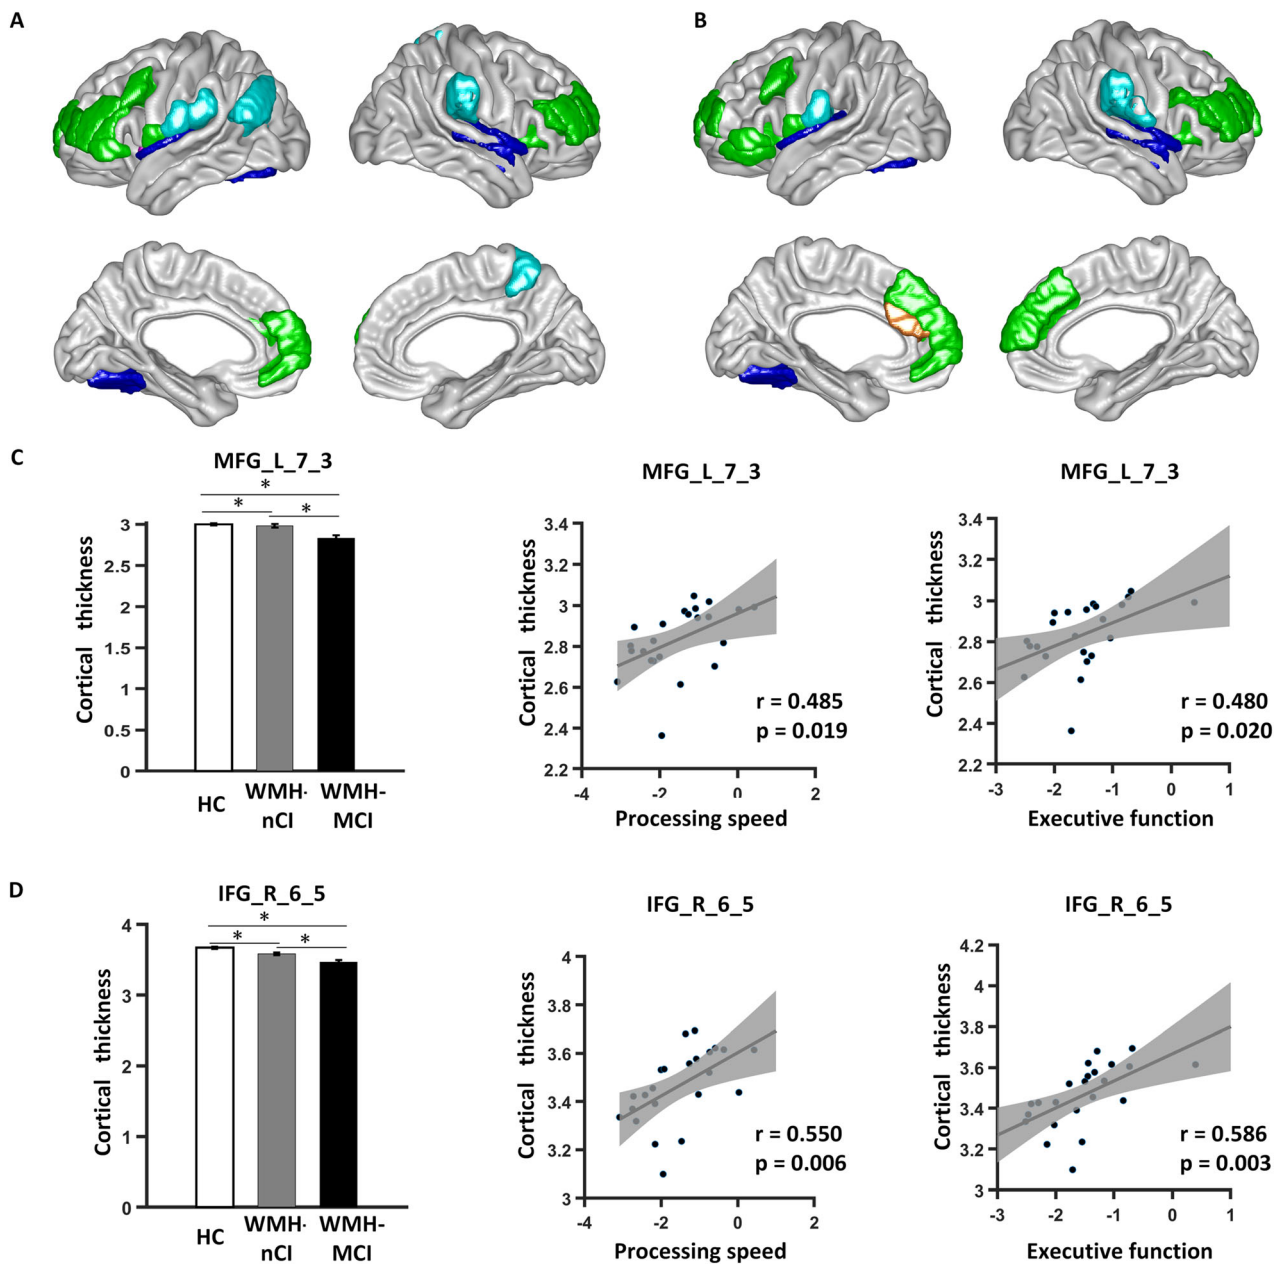 A
B
C
MFG_L_7_3
*
*
*
Cortical thickness
3
2.5
2
1.5
1
0.5
0
HC
WMH-
nCI
WMH-
MCI
MFG_L_7_3
Cortical thickness
3.4
3.2
3
2.8
2.6
2.4
2.2
r = 0.485
p = 0.019
-4
-2
0
2
Processing speed
MFG_L_7_3
Cortical thickness
3.4
3.2
3
2.8
2.6
2.4
2.2
r = 0.480
p = 0.020
-3
-2
-1
0
1
Executive function
D
IFG_R_6_5
*
*
*
Cortical thickness
4
3
2
1
0
HC
WMH-
nCI
WMH-
MCI
IFG_R_6_5
Cortical thickness
4
3.8
3.6
3.4
3.2
3
r = 0.550
p = 0.006
-4
-2
0
2
Processing speed
IFG_R_6_5
Cortical thickness
4.2
4
3.8
3.6
3.4
3.2
3
r = 0.586
p = 0.003
-3
-2
-1
0
1
Executive function